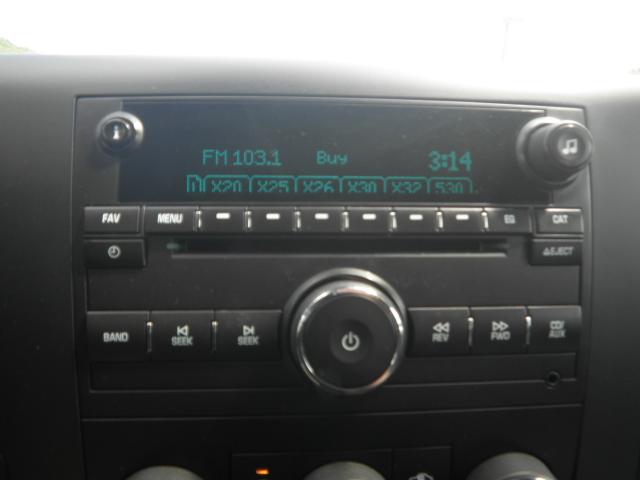 FM 103.1 Buy 3:14
1 X20 X25 X26 X30 X32 530
FAV MENU EQ CAT
EJECT
BAND SEEK SEEK REV FWD CD/ AUX